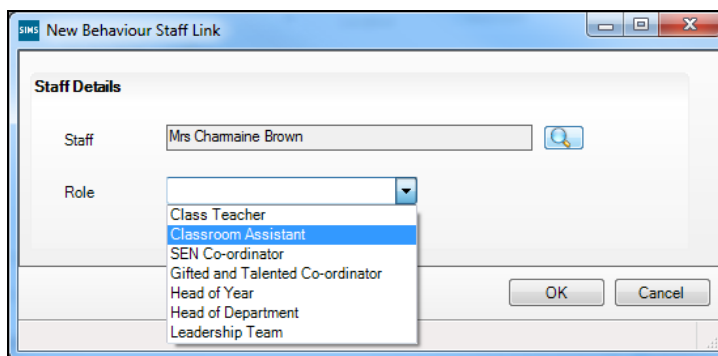 SIMS New Behaviour Staff Link
Staff Details
Staff Mrs Charmaine Brown
Role
Class Teacher
Classroom Assistant
SEN Co-ordinator
Gifted and Talented Co-ordinator
Head of Year
Head of Department
Leadership Team
OK Cancel